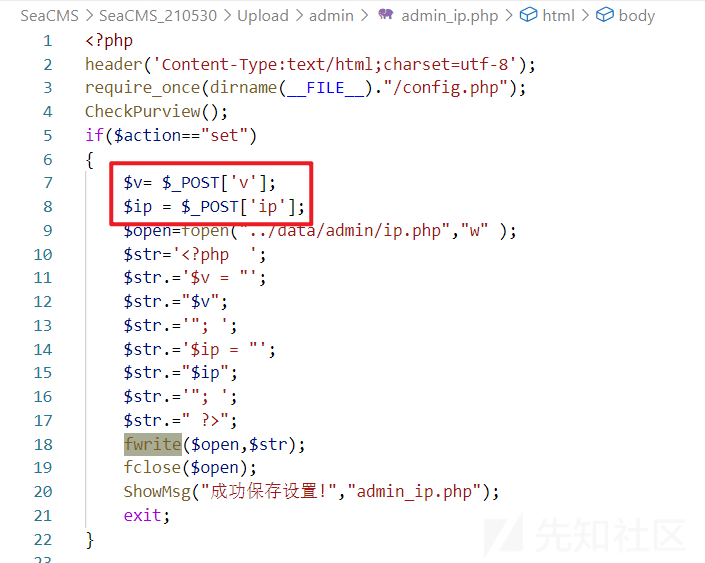 SeaCMS > SeaCMS_210530 > Upload > admin > admin_ip.php > html > body
1 <?php
2 header('Content-Type:text/html;charset=utf-8');
3 require_once(dirname(__FILE__)."/config.php");
4 CheckPurview();
5 if($action=="set")
6 {
7 $v= $_POST['v'];
8 $ip = $_POST['ip'];
9 $open=fopen("../data/admin/ip.php","w" );
10 $str='<?php  ';
11 $str.='$v = "';
12 $str.="$v";
13 $str.='"; ';
14 $str.='$ip = "';
15 $str.="$ip";
16 $str.='"; ';
17 $str.=" ?>";
18 fwrite($open,$str);
19 fclose($open);
20 ShowMsg("成功保存设置!","admin_ip.php");
21 exit;
22 }
23
先知社区